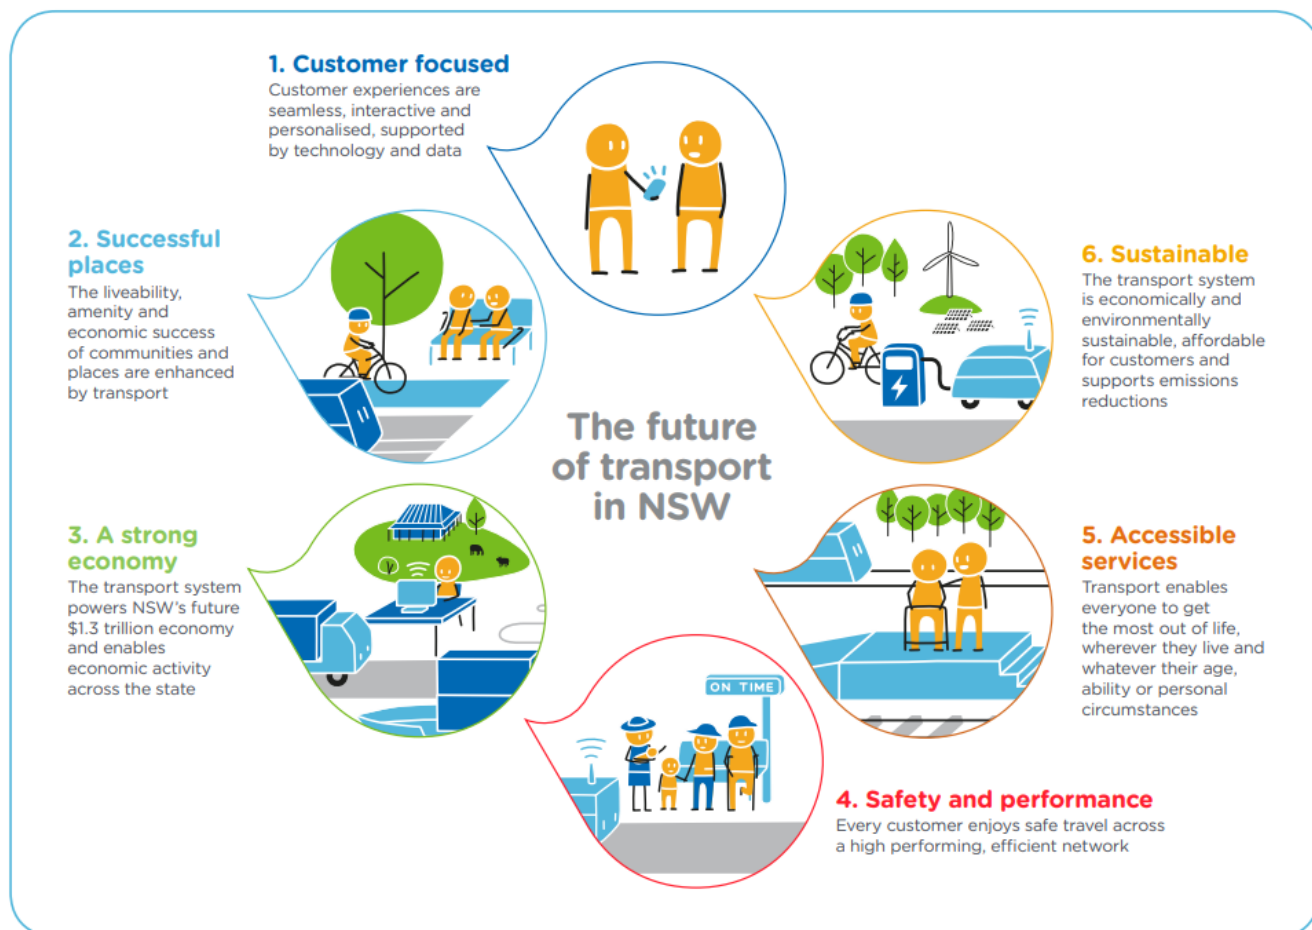 1. Customer focused
Customer experiences are
seamless, interactive and
personalised, supported
by technology and data
2. Successful
places
The liveability,
amenity and
economic success
of communities and
places are enhanced
by transport
3. A strong
economy
The transport system
powers NSW's future
$1.3 trillion economy
and enables
economic activity
across the state
The future
of transport
in NSW
ON TIME
4. Safety and performance
Every customer enjoys safe travel across
a high performing, efficient network
5. Accessible
services
Transport enables
everyone to get
the most out of life,
wherever they live and
whatever their age,
ability or personal
circumstances
6. Sustainable
The transport system
is economically and
environmentally
sustainable, affordable
for customers and
supports emissions
reductions